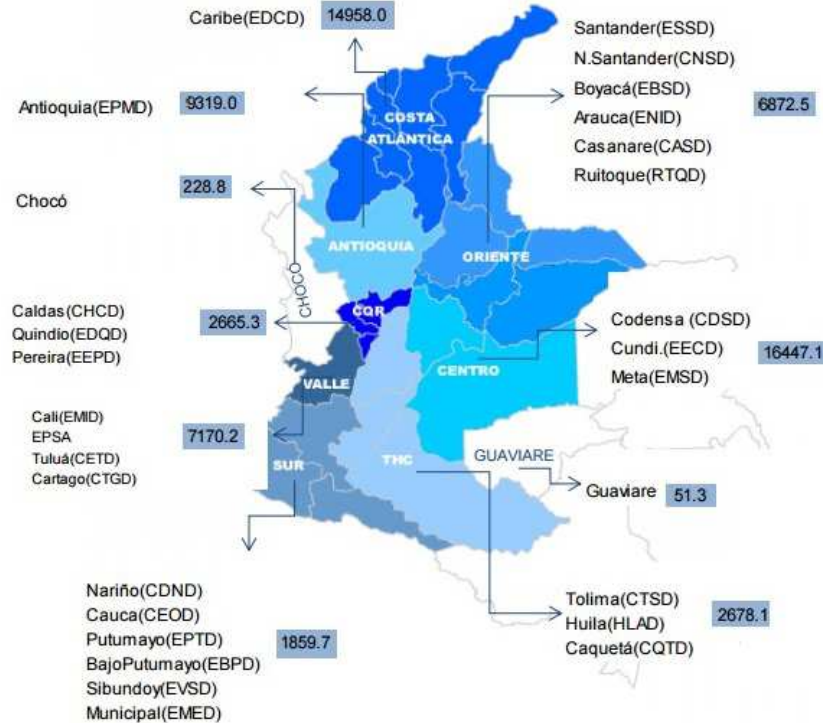 Caribe(EDCD) 14958.0
Santander(ESSD)
N.Santander(CNSD)
Boyacá(EBSD)
Arauca(ENID)
Casanare(CASD)
Ruitoque(RTQD)
6872.5
Antioquia(EPMD) 9319.0
COSTA
ATLÁNTICA
Chocó 228.8
ANTIOQUIA
ORIENTE
CHOCÓ
Caldas(CHCD)
Quindío(EDQD)
Pereira(EEPD)
2665.3
CQR
Codensa (CDSD)
Cundi.(EECD)
Meta(EMSD)
16447.1
CENTRO
VALLE
Cali(EMID)
EPSA
Tuluá(CETD)
Cartago(CTGD)
7170.2
SUR
THC
GUAVIARE
Guaviare 51.3
Nariño(CDND)
Cauca(CEOD)
Putumayo(EPTD)
BajoPutumayo(EBPD)
Sibundoy(EVSD)
Municipal(EMED)
1859.7
Tolima(CTSD)
Huila(HLAD)
Caquetá(CQTD)
2678.1